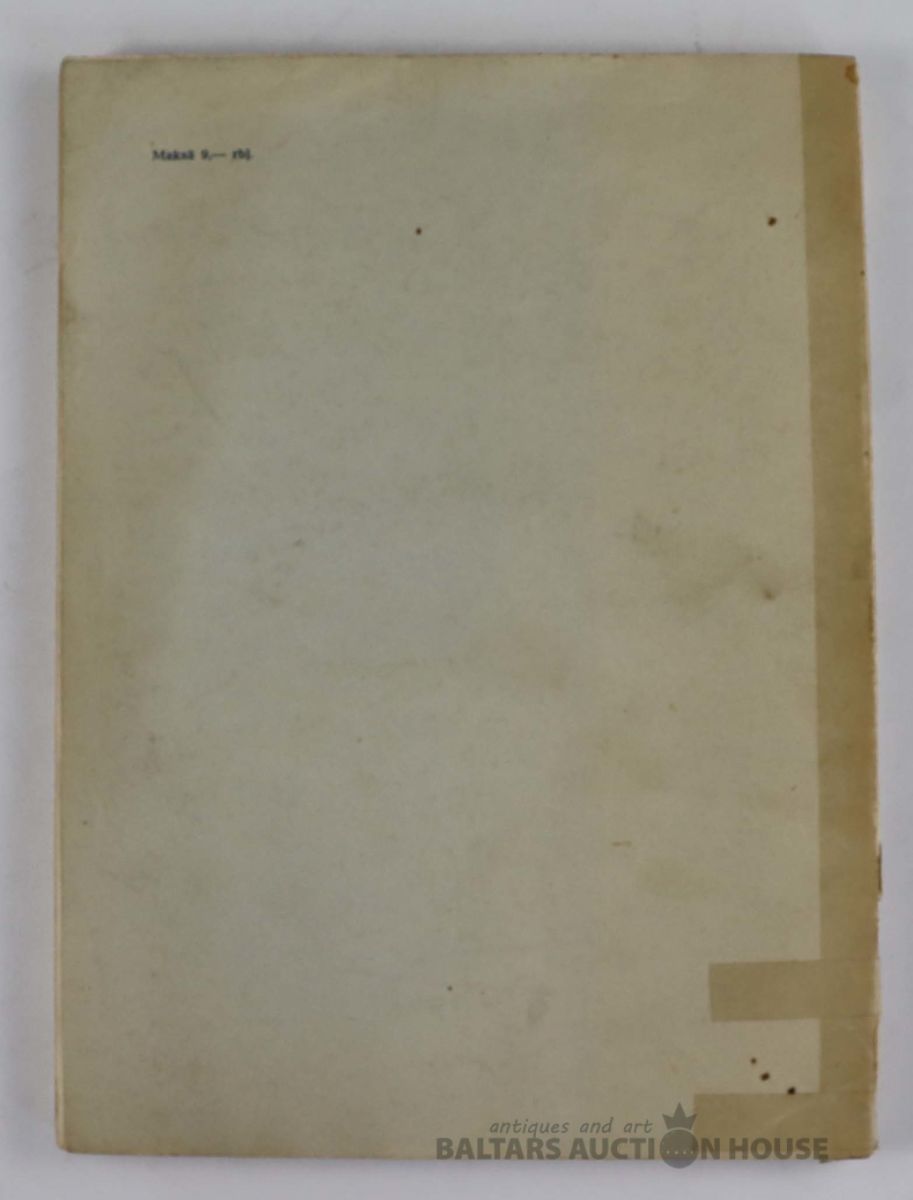 Maksā 9,— rbļ.
antiques and art
BALTARS AUCTION HOUSE